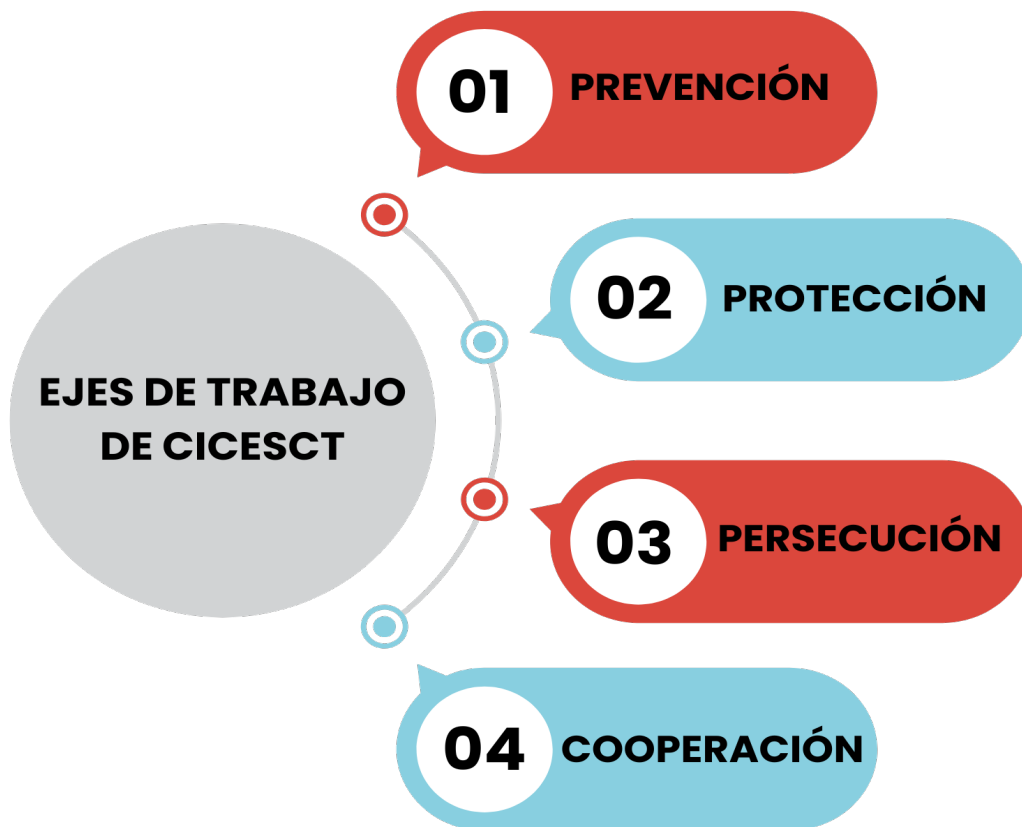 01 PREVENCIÓN
02 PROTECCIÓN
EJES DE TRABAJO
DE CICESCT
03 PERSECUCIÓN
04 COOPERACIÓN